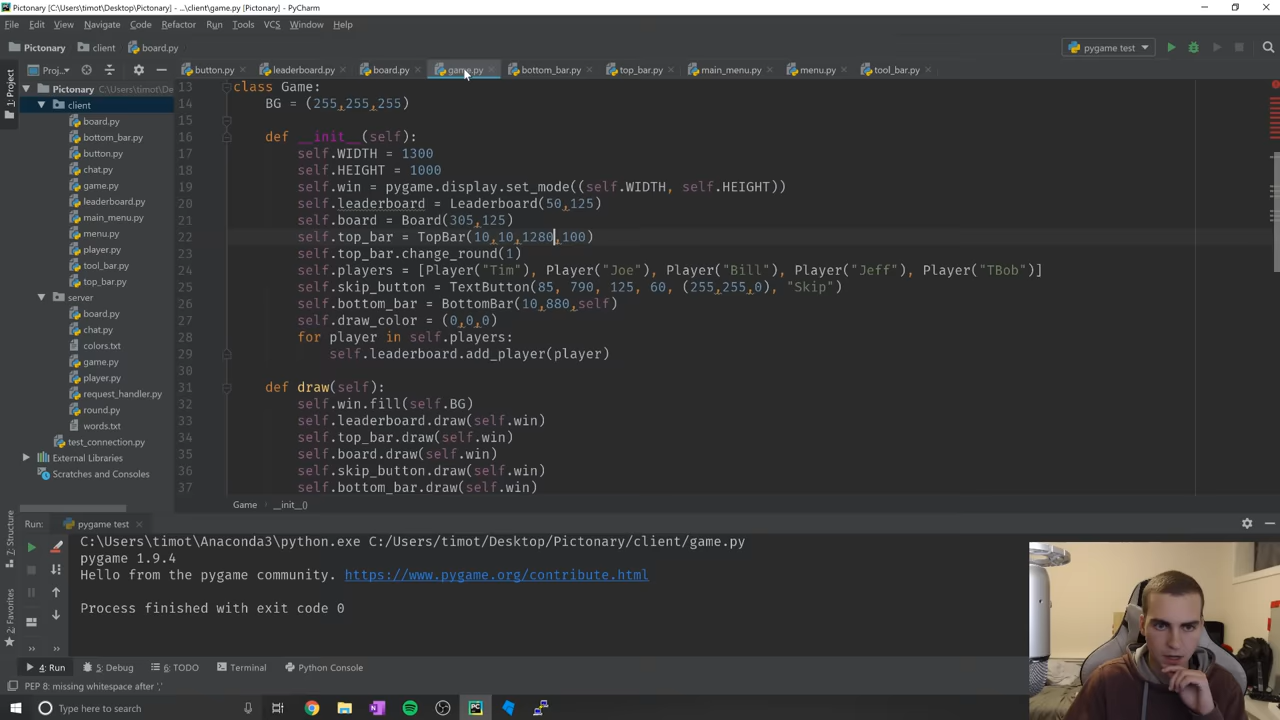 Pictonary [C:\Users\timot\Desktop\Pictonary] - ...\client\game.py [Pictonary] - PyCharm
File Edit View Navigate Code Refactor Run Tools VCS Window Help
Pictonary client board.py pygame test
Proj... button.py leaderboard.py board.py game.py bottom_bar.py top_bar.py main_menu.py menu.py tool_bar.py
1: Project
Pictonary C:\Users\timot\Desktop\Pictonary
client
board.py
bottom_bar.py
button.py
chat.py
game.py
leaderboard.py
main_menu.py
menu.py
player.py
tool_bar.py
top_bar.py
server
board.py
chat.py
colors.txt
game.py
player.py
request_handler.py
round.py
words.txt
test_connection.py
External Libraries
Scratches and Consoles
13 class Game:
14 BG = (255,255,255)
15
16 def __init__(self):
17 self.WIDTH = 1300
18 self.HEIGHT = 1000
19 self.win = pygame.display.set_mode((self.WIDTH, self.HEIGHT))
20 self.leaderboard = Leaderboard(50,125)
21 self.board = Board(305,125)
22 self.top_bar = TopBar(10,10,1280,100)
23 self.top_bar.change_round(1)
24 self.players = [Player("Tim"), Player("Joe"), Player("Bill"), Player("Jeff"), Player("TBob")]
25 self.skip_button = TextButton(85, 790, 125, 60, (255,255,0), "Skip")
26 self.bottom_bar = BottomBar(10,880,self)
27 self.draw_color = (0,0,0)
28 for player in self.players:
29 self.leaderboard.add_player(player)
30
31 def draw(self):
32 self.win.fill(self.BG)
33 self.leaderboard.draw(self.win)
34 self.top_bar.draw(self.win)
35 self.board.draw(self.win)
36 self.skip_button.draw(self.win)
37 self.bottom_bar.draw(self.win)
Game __init__()
7: Structure
2: Favorites
Run: pygame test
C:\Users\timot\Anaconda3\python.exe C:/Users/timot/Desktop/Pictonary/client/game.py
pygame 1.9.4
Hello from the pygame community. https://www.pygame.org/contribute.html
Process finished with exit code 0
4: Run 5: Debug 6: TODO Terminal Python Console
PEP 8: missing whitespace after ','
Type here to search